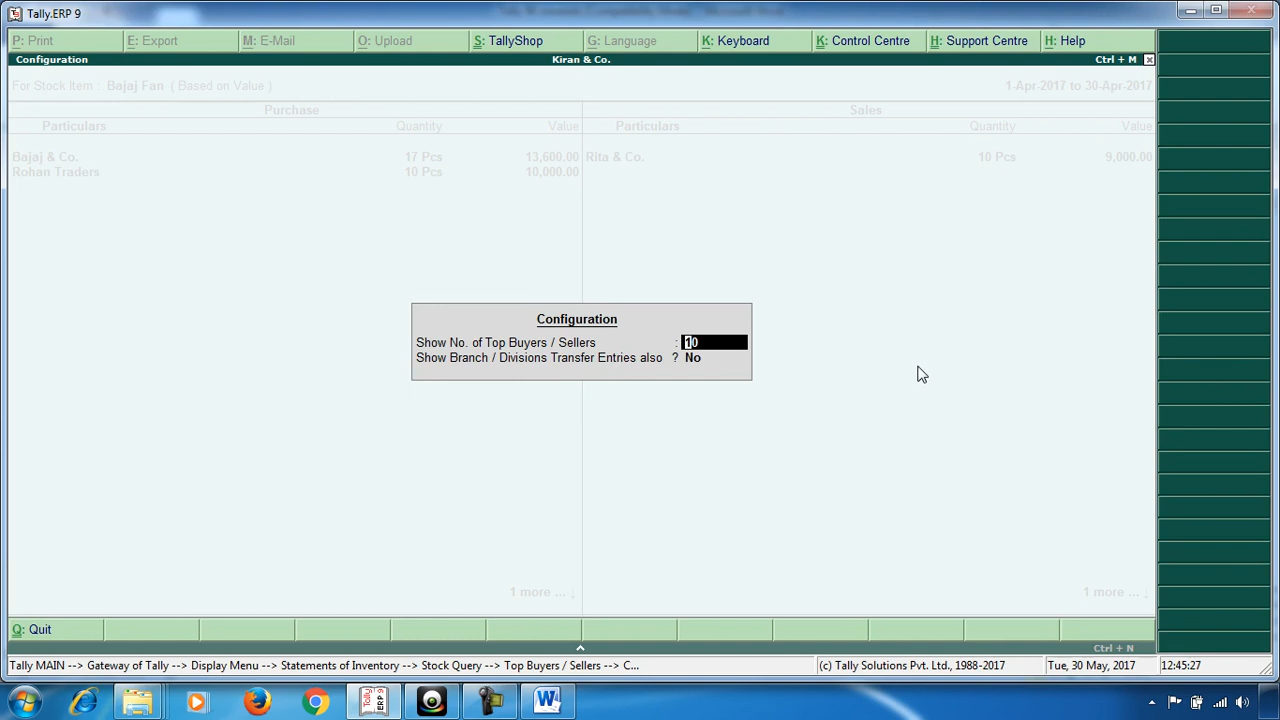 Tally.ERP 9
P: Print E: Export M: E-Mail O: Upload S: TallyShop G: Language K: Keyboard K: Control Centre H: Support Centre H: Help
Configuration Kiran & Co. Ctrl + M
For Stock Item : Bajaj Fan ( Based on Value ) 1-Apr-2017 to 30-Apr-2017
Purchase Sales
Particulars Quantity Value Particulars Quantity Value
Bajaj & Co. 17 Pcs 13,600.00 Rita & Co. 10 Pcs 9,000.00
Rohan Traders 10 Pcs 10,000.00
Configuration
Show No. of Top Buyers / Sellers : 10
Show Branch / Divisions Transfer Entries also ? No
1 more ... ↓ 1 more ... ↓
Q: Quit
Ctrl + N
Tally MAIN --> Gateway of Tally --> Display Menu --> Statements of Inventory --> Stock Query --> Top Buyers / Sellers --> C... (c) Tally Solutions Pvt. Ltd., 1988-2017 Tue, 30 May, 2017 12:45:27
Tally ERP 9